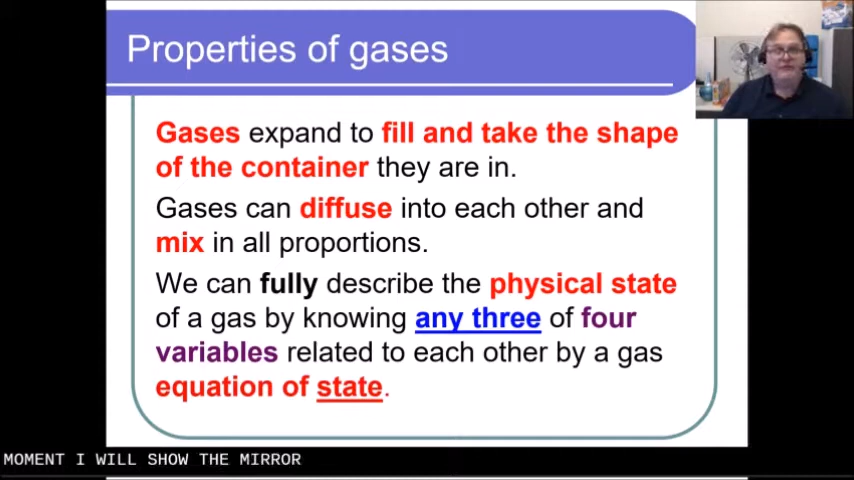 Properties of gases
Gases expand to fill and take the shape
of the container they are in.
Gases can diffuse into each other and
mix in all proportions.
We can fully describe the physical state
of a gas by knowing any three of four
variables related to each other by a gas
equation of state.
MOMENT I WILL SHOW THE MIRROR